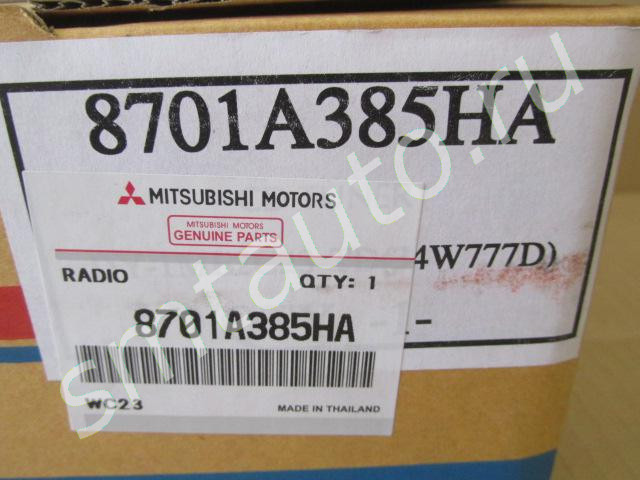 8701A385HA
MITSUBISHI MOTORS
MITSUBISHI MOTORS
GENUINE PARTS
4W777D)
RADIO QTY: 1
8701A385HA
WC23 MADE IN THAILAND
smtauto.ru